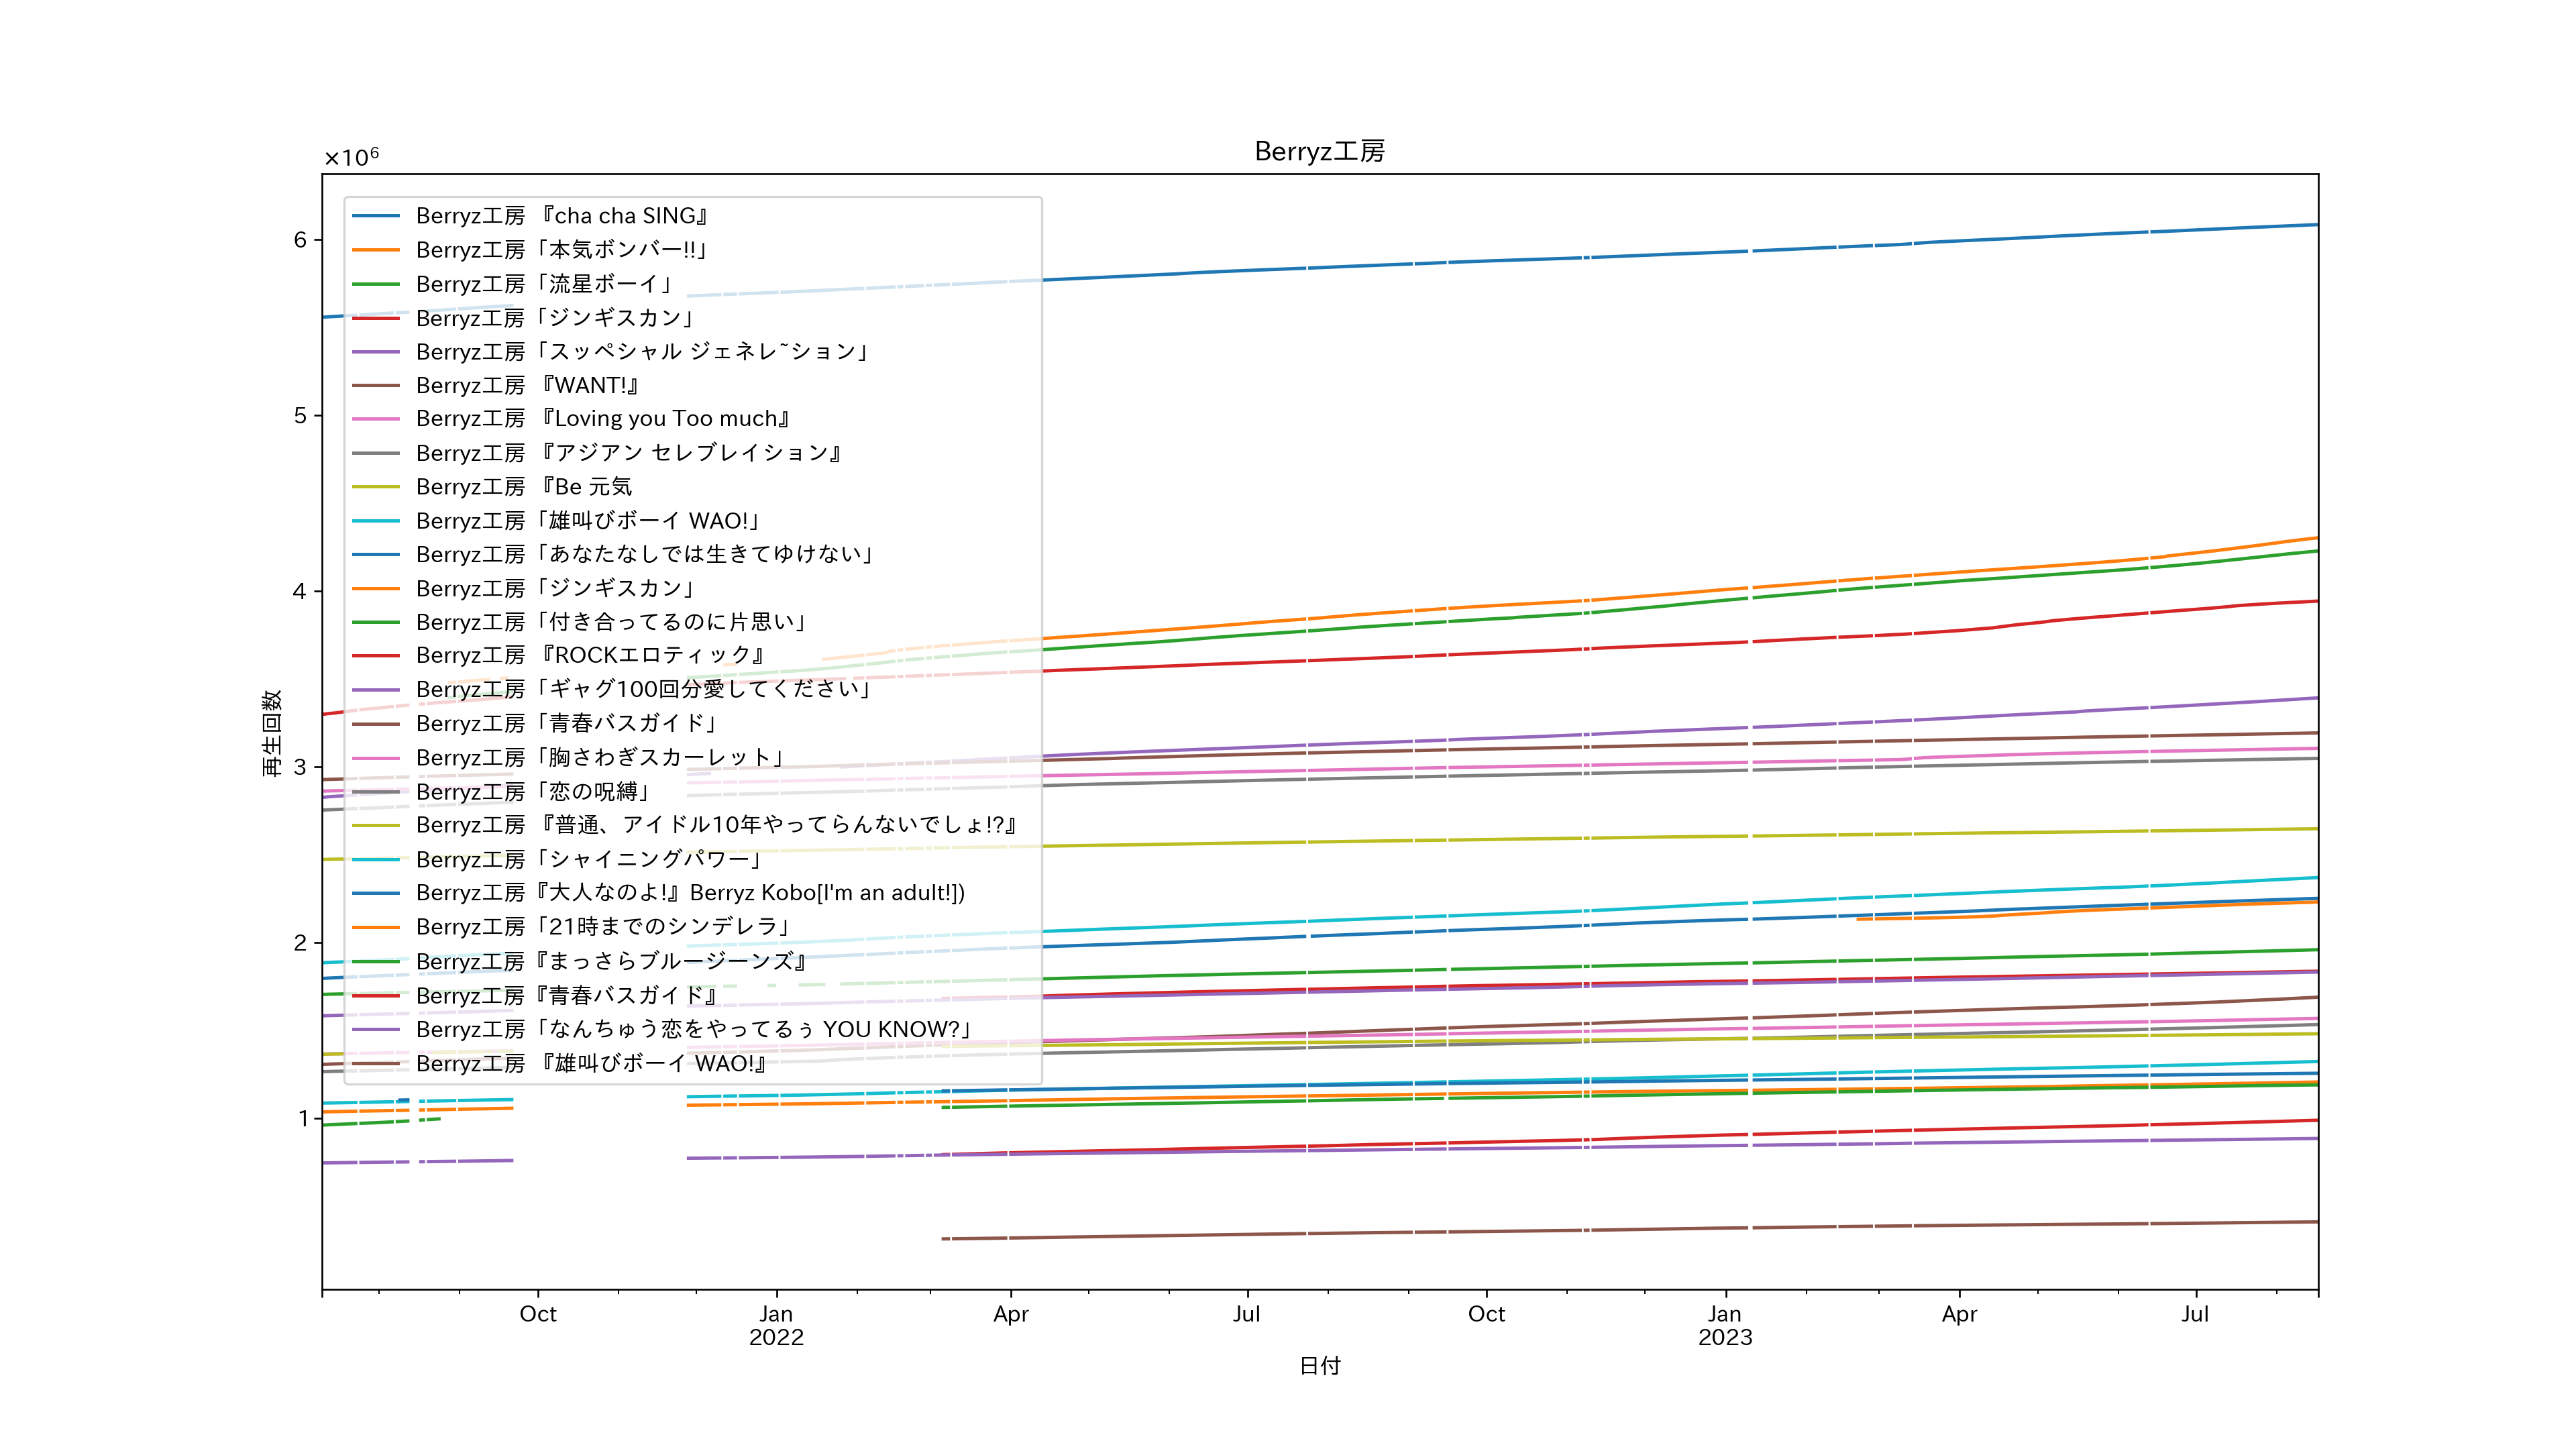 Berryz工房
×10⁶
6
5
4
3
2
1
再生回数
Berryz工房 『cha cha SING』
Berryz工房「本気ボンバー!!」
Berryz工房「流星ボーイ」
Berryz工房「ジンギスカン」
Berryz工房「スッペシャル ジェネレ~ション」
Berryz工房 『WANT!』
Berryz工房 『Loving you Too much』
Berryz工房 『アジアン セレブレイション』
Berryz工房 『Be 元気
Berryz工房「雄叫びボーイ WAO!」
Berryz工房「あなたなしでは生きてゆけない」
Berryz工房「ジンギスカン」
Berryz工房「付き合ってるのに片思い」
Berryz工房 『ROCKエロティック』
Berryz工房「ギャグ100回分愛してください」
Berryz工房「青春バスガイド」
Berryz工房「胸さわぎスカーレット」
Berryz工房「恋の呪縛」
Berryz工房 『普通、アイドル10年やってらんないでしょ!?』
Berryz工房「シャイニングパワー」
Berryz工房『大人なのよ!』Berryz Kobo[I'm an adult!])
Berryz工房「21時までのシンデレラ」
Berryz工房『まっさらブルージーンズ』
Berryz工房『青春バスガイド』
Berryz工房「なんちゅう恋をやってるぅ YOU KNOW?」
Berryz工房 『雄叫びボーイ WAO!』
Oct Jan Apr Jul Oct Jan Apr Jul
2022 2023
日付